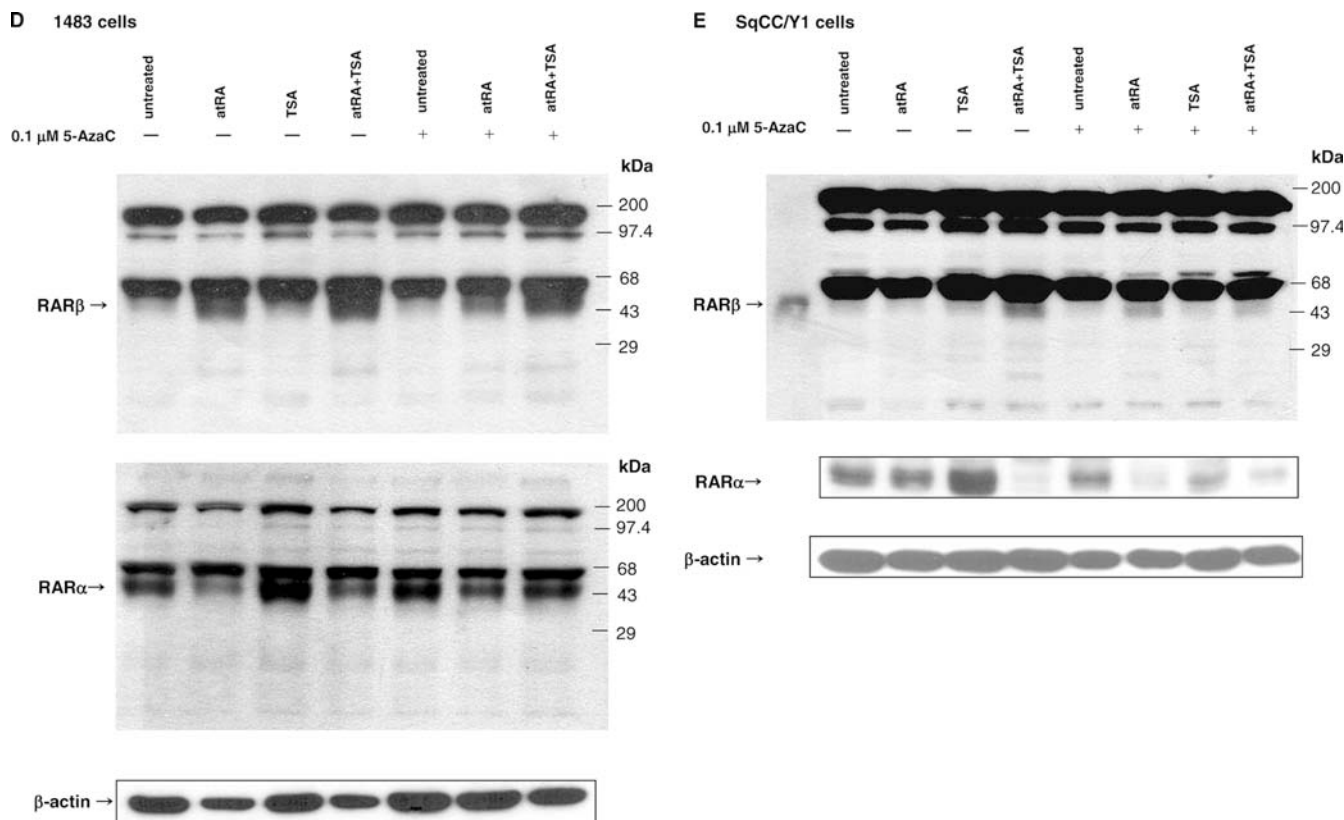 D 1483 cells
untreated atRA TSA atRA+TSA untreated atRA atRA+TSA
0.1 μM 5-AzaC – – – – + + +
kDa
200
97.4
68
RARβ →
43
29
kDa
200
97.4
68
RARα→
43
29
β-actin →
E SqCC/Y1 cells
untreated atRA TSA atRA+TSA untreated atRA TSA atRA+TSA
0.1 μM 5-AzaC – – – – + + + +
kDa
200
97.4
68
RARβ →
43
29
RARα→
β-actin →